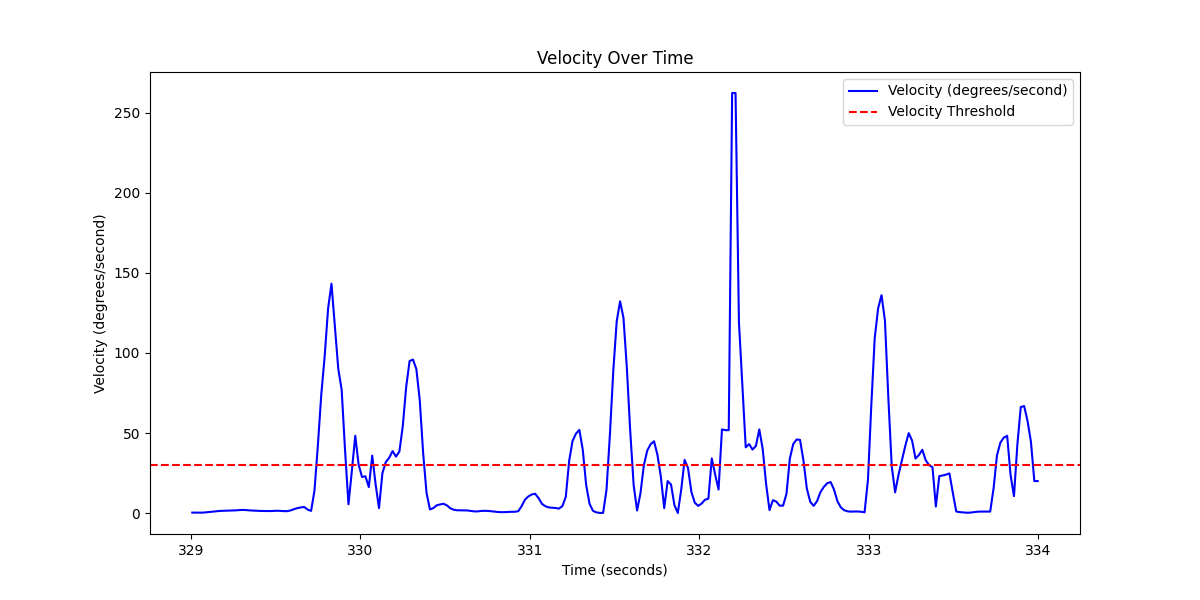 Velocity Over Time
Velocity (degrees/second)
Velocity Threshold
250
200
150
100
50
0
Velocity (degrees/second)
329
330
331
332
333
334
Time (seconds)